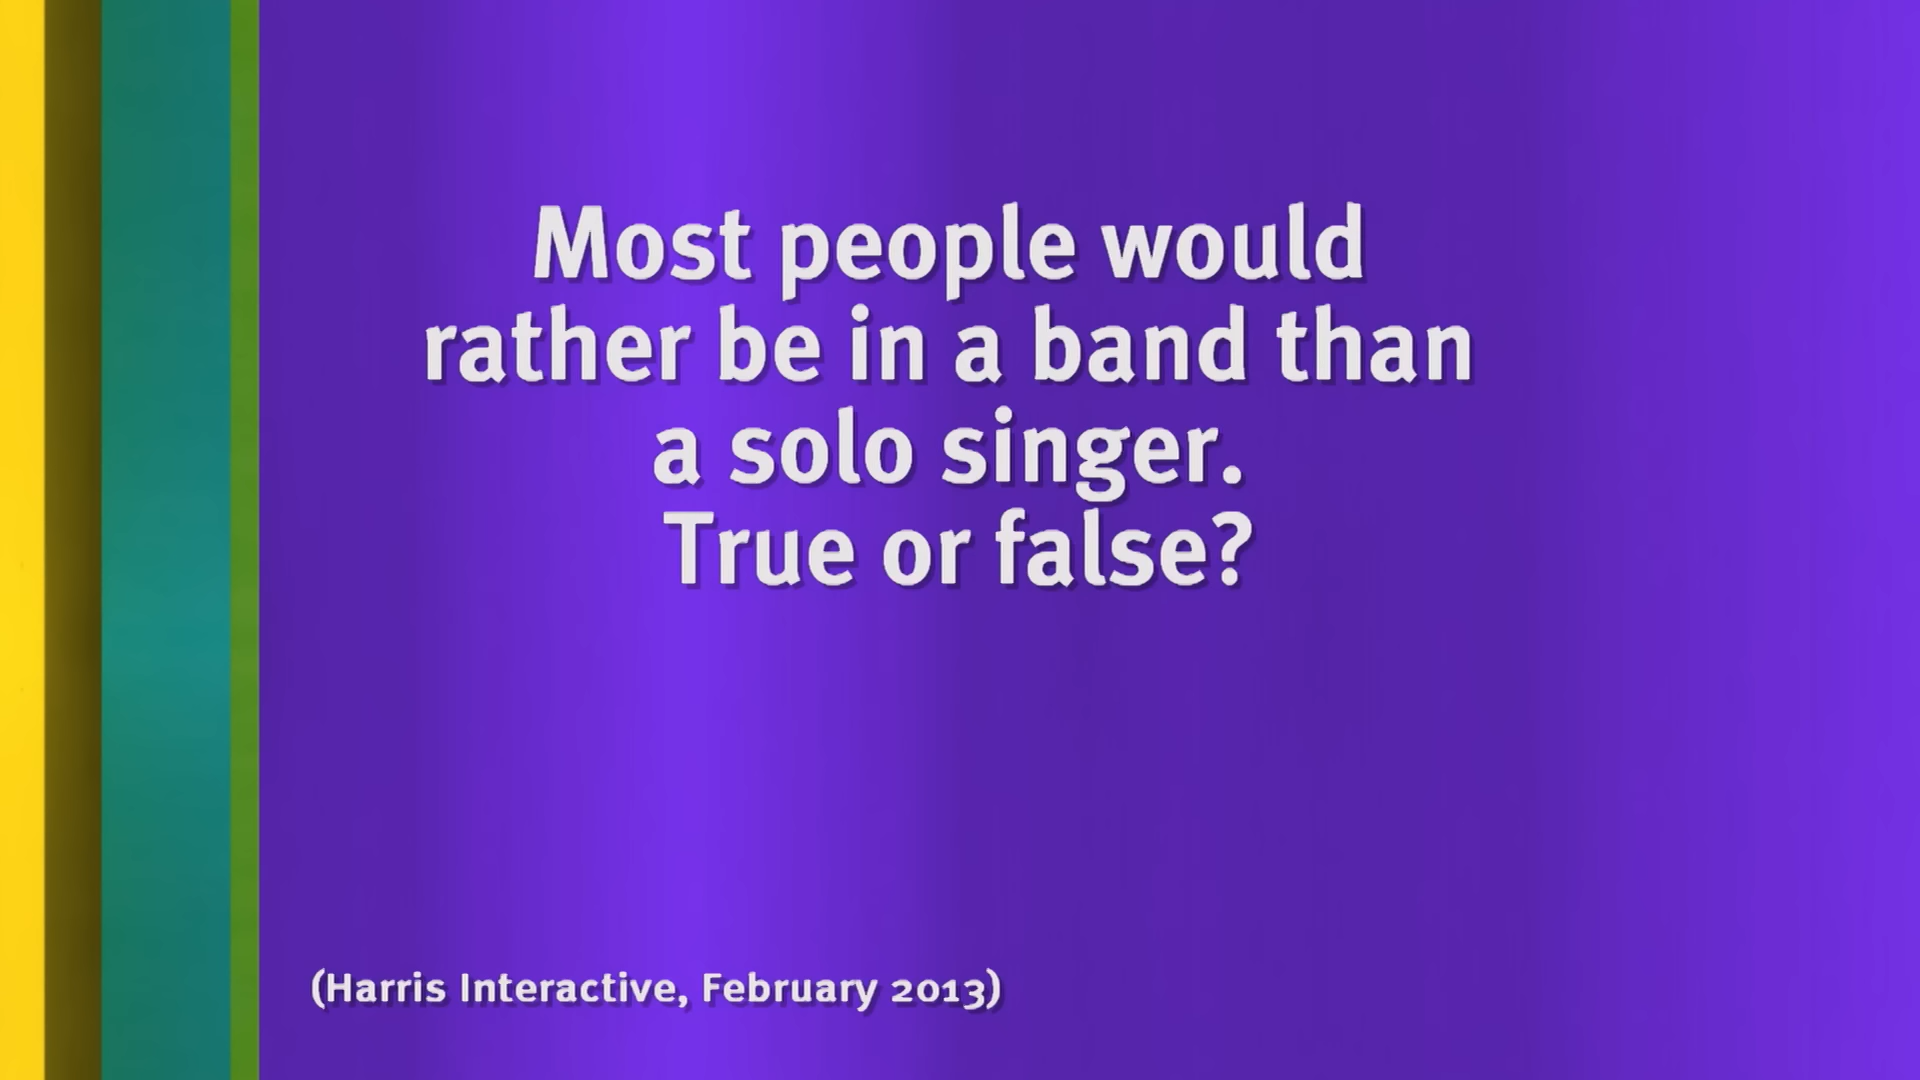 Most people would
rather be in a band than
a solo singer.
True or false?
(Harris Interactive, February 2013)